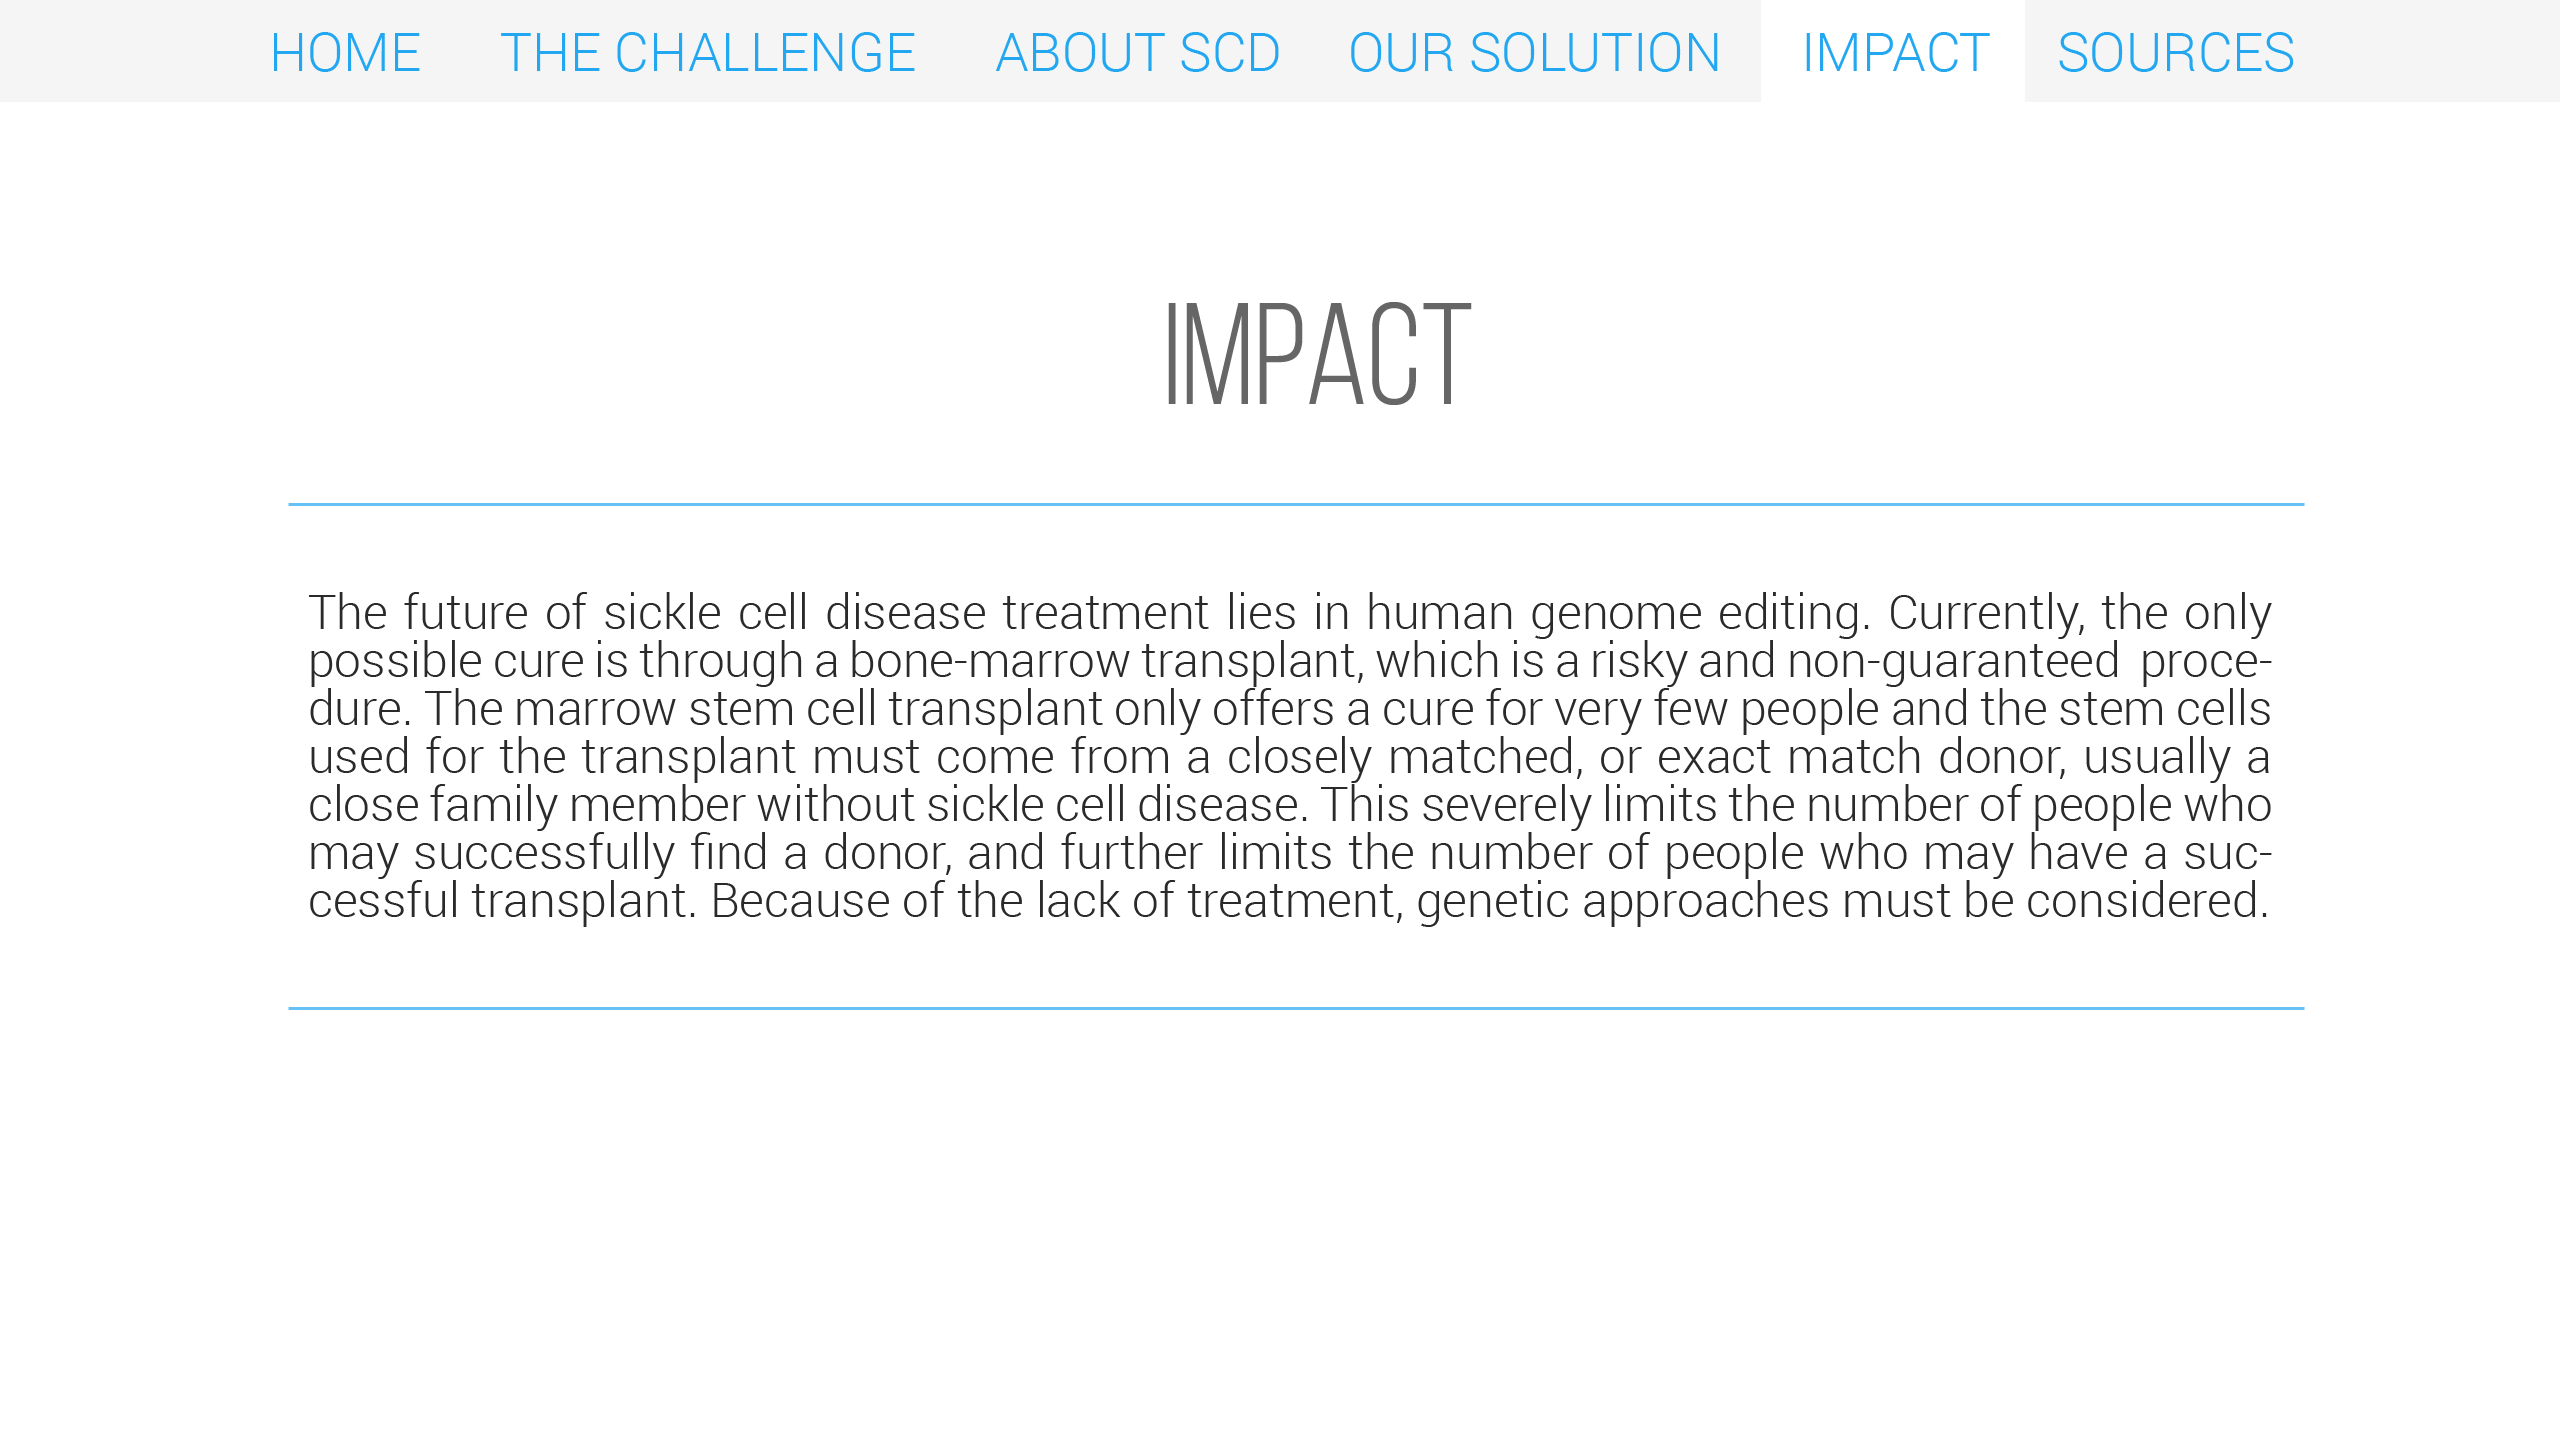 HOME THE CHALLENGE ABOUT SCD OUR SOLUTION IMPACT SOURCES
IMPACT
The future of sickle cell disease treatment lies in human genome editing. Currently, the only
possible cure is through a bone-marrow transplant, which is a risky and non-guaranteed proce-
dure. The marrow stem cell transplant only offers a cure for very few people and the stem cells
used for the transplant must come from a closely matched, or exact match donor, usually a
close family member without sickle cell disease. This severely limits the number of people who
may successfully find a donor, and further limits the number of people who may have a suc-
cessful transplant. Because of the lack of treatment, genetic approaches must be considered.